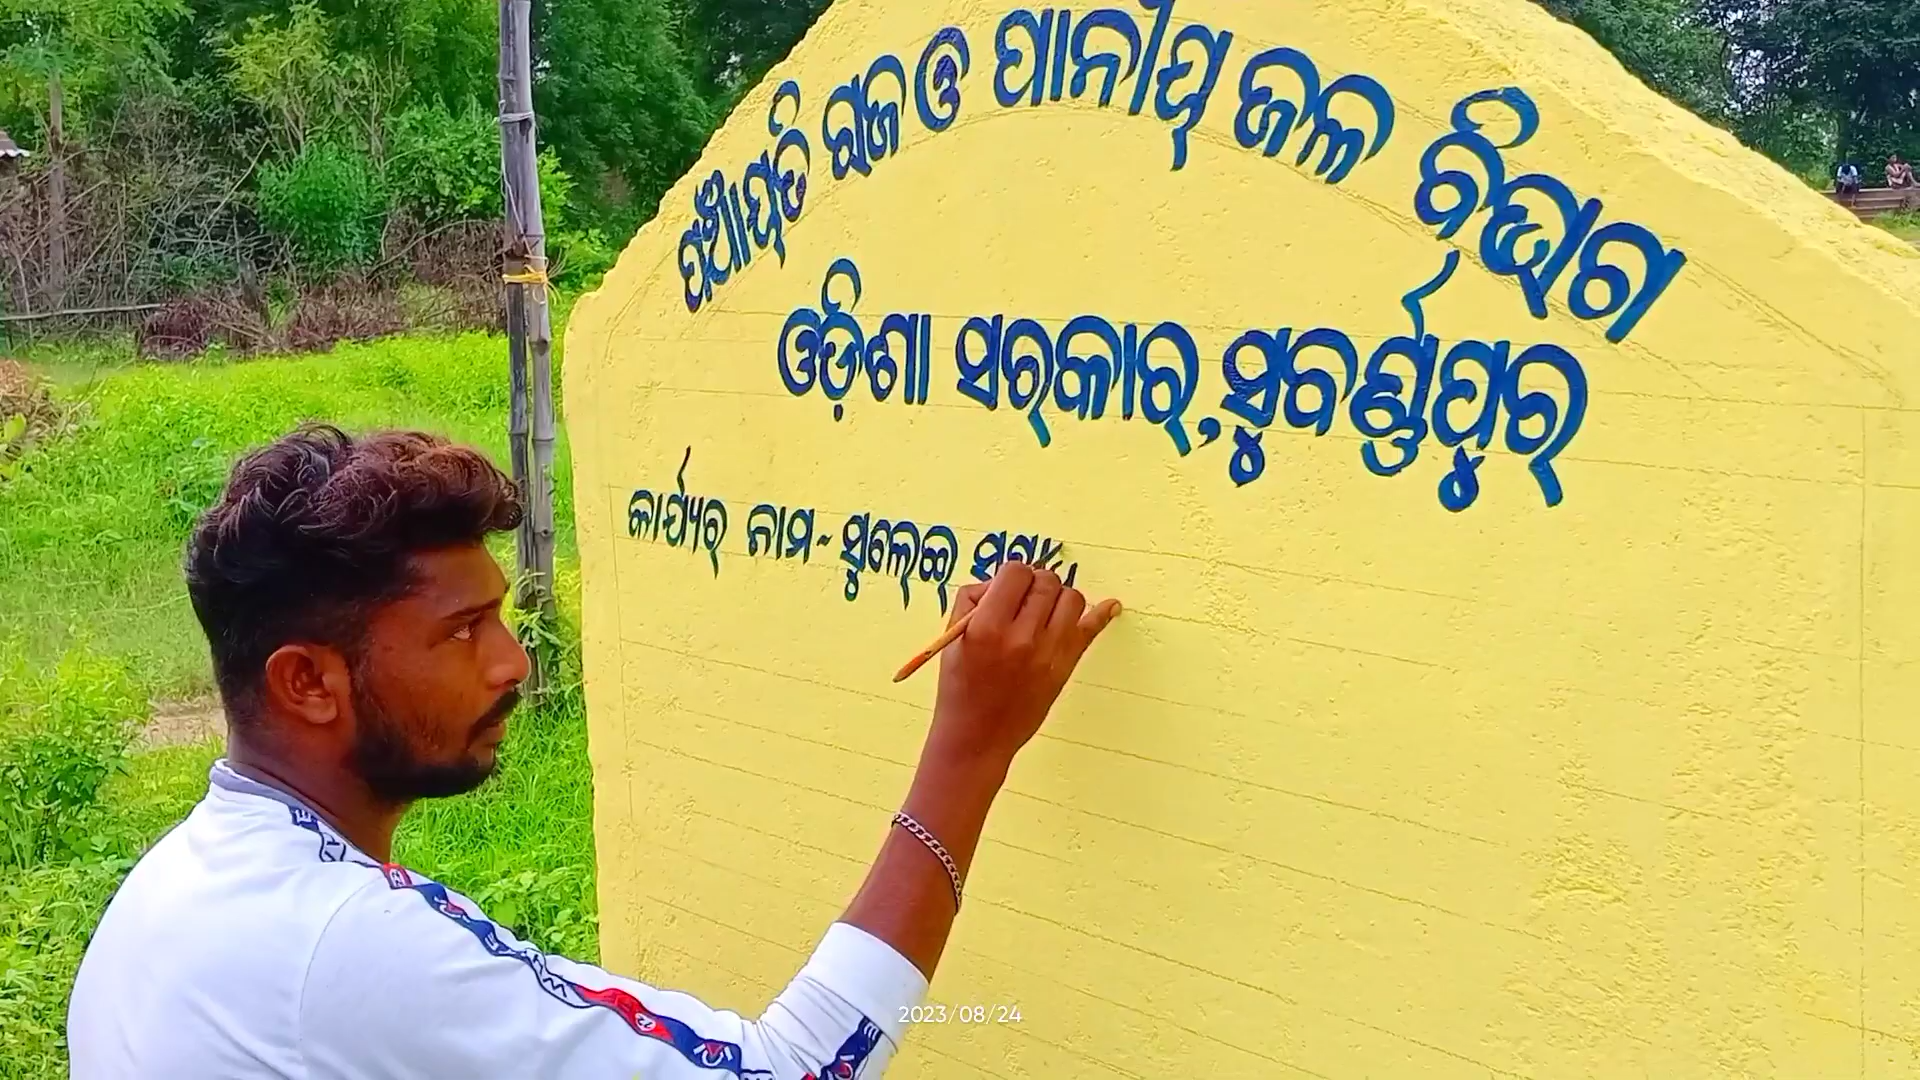 ପଞ୍ଚାୟତି ରାଜ ଓ ପାନୀୟ ଜଳ ବିଭାଗ
ଓଡ଼ିଶା ସରକାର, ସୁବର୍ଣ୍ଣପୁର
କାର୍ଯ୍ୟର ନାମ- ସୁଲେଇ
2023/08/24